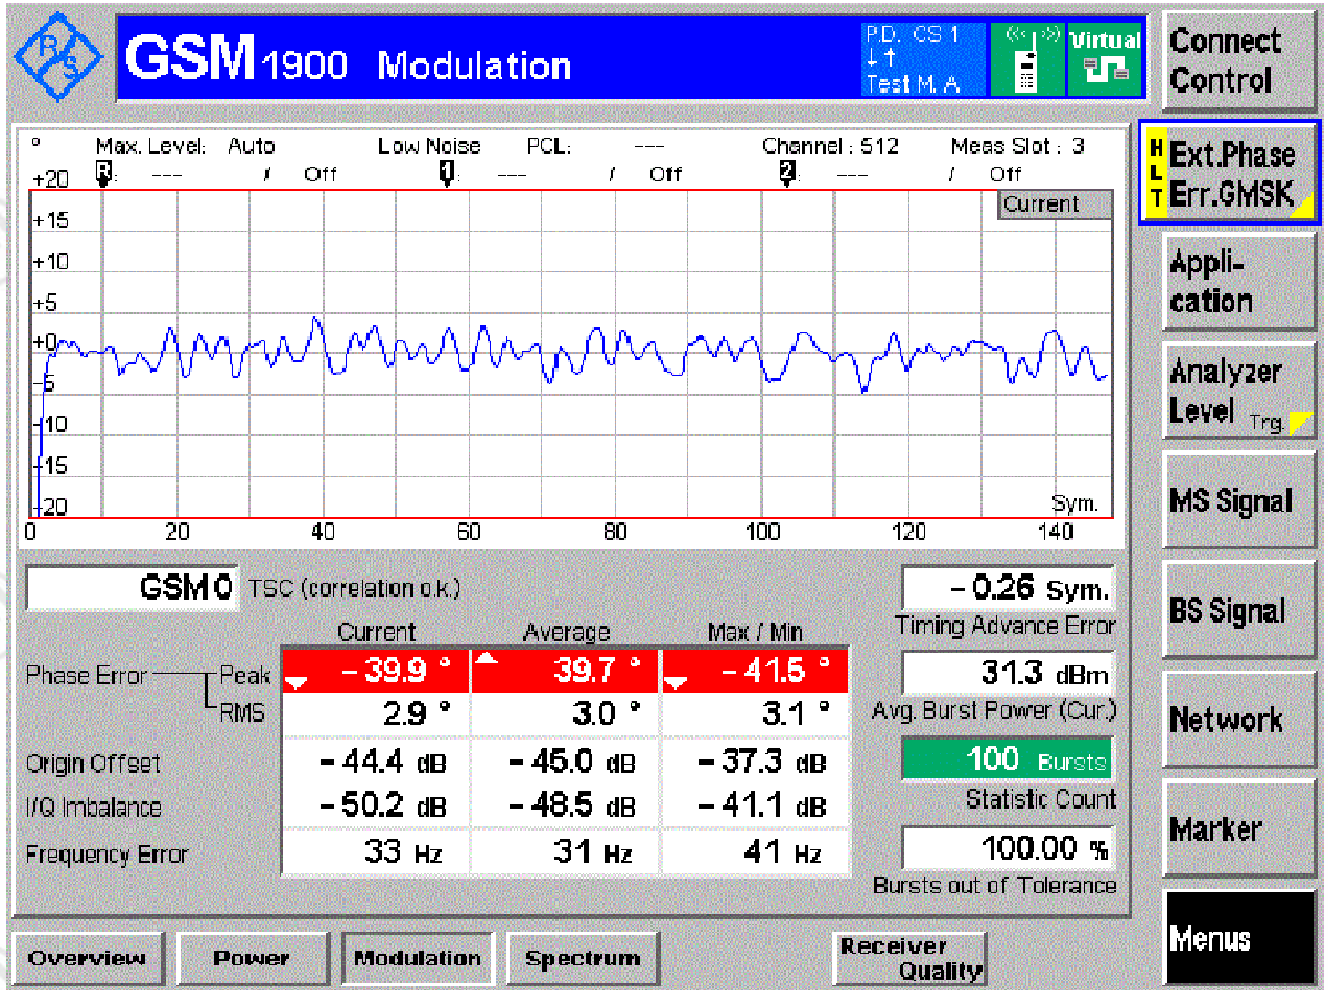 R/S
GSM 1900 Modulation
P.D. CS 1
Test M. A.
Virtual
Connect
Control
° Max. Level: Auto Low Noise PCL: --- Channel : 512 Meas Slot : 3
R: --- / Off 1: --- / Off 2: --- / Off
H
L
T
Ext.Phase
Err.GMSK
+20
Current
+15
+10
+5
+0
-5
-10
-15
-20
Sym.
0 20 40 60 80 100 120 140
Appli-
cation
Analyzer
Level Trg.
MS Signal
BS Signal
Network
Marker
Menus
GSM 0 TSC (correlation o.k.)
- 0.26 Sym.
Timing Advance Error
Current Average Max / Min
Phase Error Peak - 39.9 ° 39.7 ° - 41.5 °
31.3 dBm
RMS 2.9 ° 3.0 ° 3.1 °
Avg. Burst Power (Cur.)
Origin Offset - 44.4 dB - 45.0 dB - 37.3 dB
100 Bursts
I/Q Imbalance - 50.2 dB - 48.5 dB - 41.1 dB
Statistic Count
Frequency Error 33 Hz 31 Hz 41 Hz
100.00 %
Bursts out of Tolerance
Overview Power Modulation Spectrum Receiver
Quality